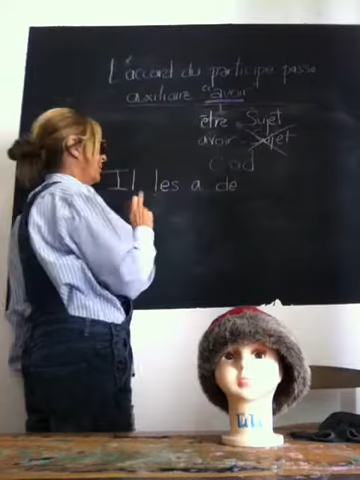 L'accord du participe passé
auxiliaire "avoir"
être Sujet
avoir Sujet
Cod
Il les a de